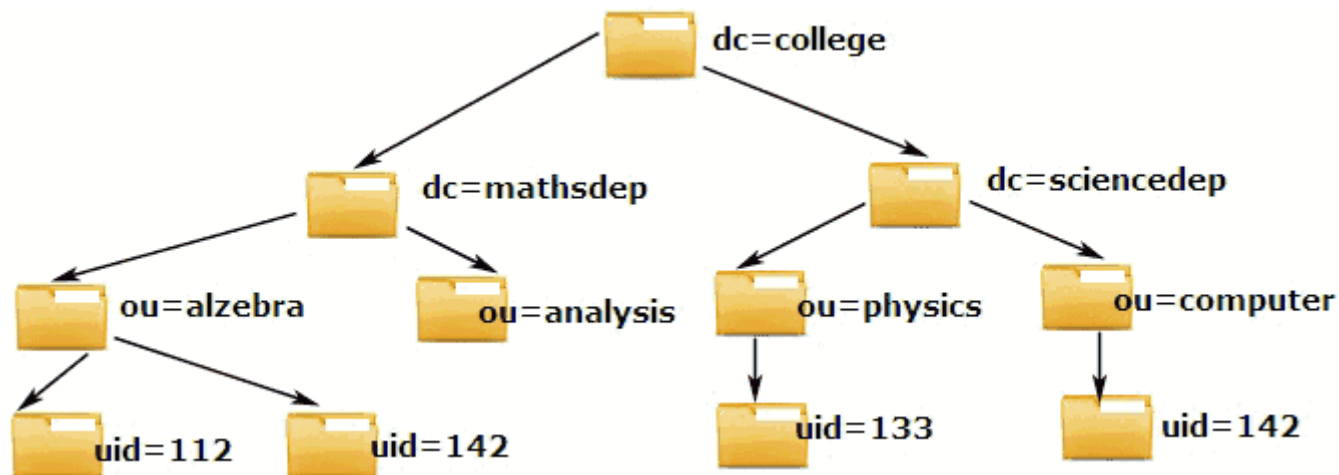 dc=college
dc=mathsdep
dc=sciencedep
ou=alzebra
ou=analysis
ou=physics
ou=computer
uid=112
uid=142
uid=133
uid=142